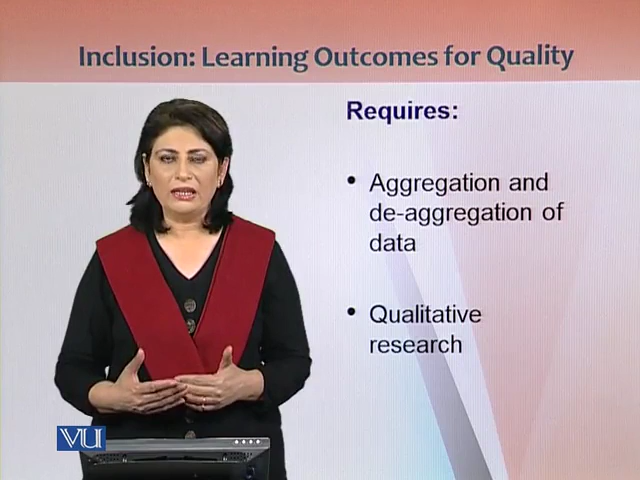 Inclusion: Learning Outcomes for Quality
Requires:
• Aggregation and
de-aggregation of
data
• Qualitative
research
VU